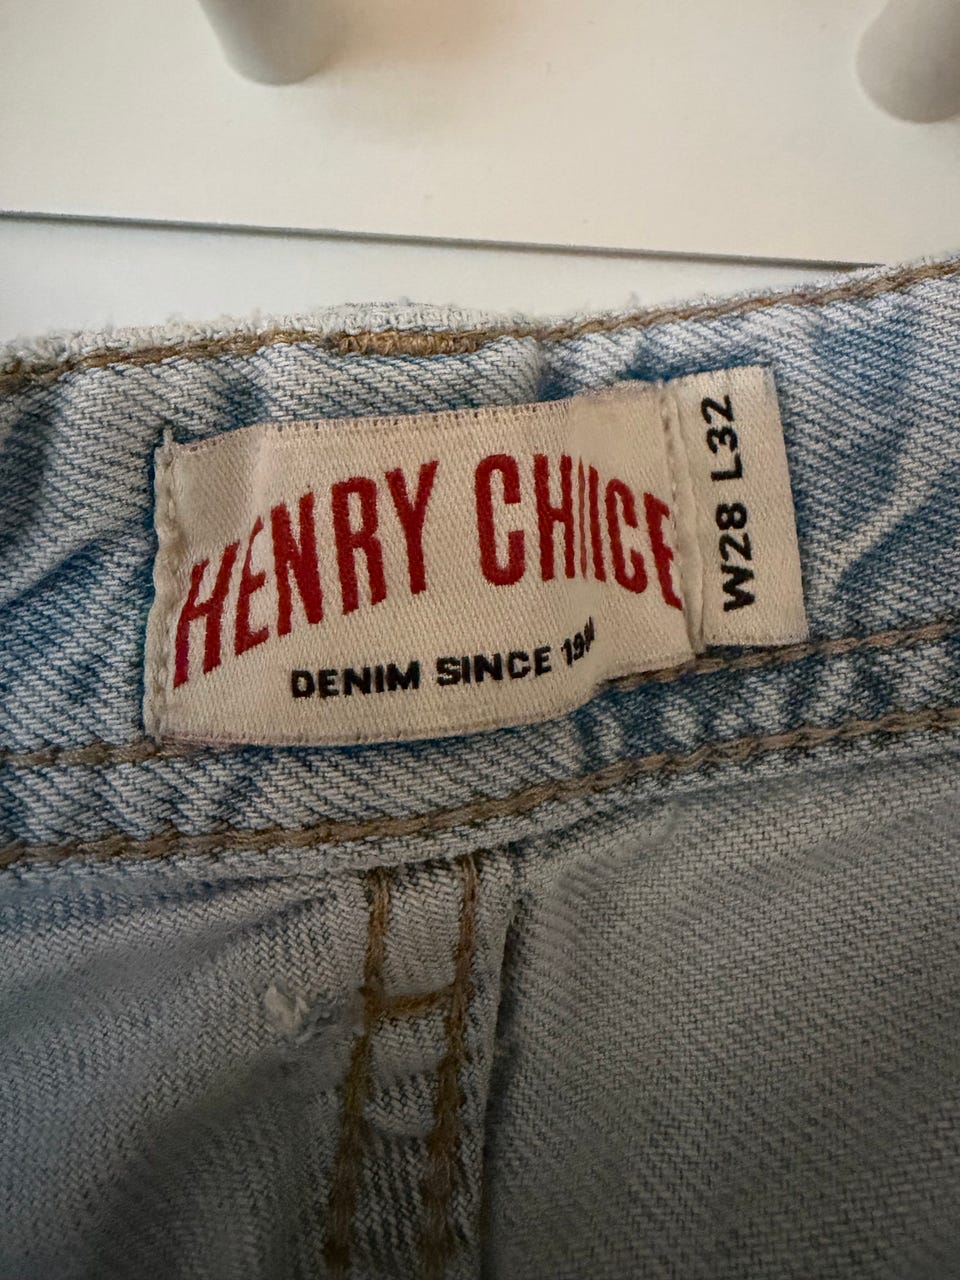 HENRY CHOICE
DENIM SINCE
W28 L32